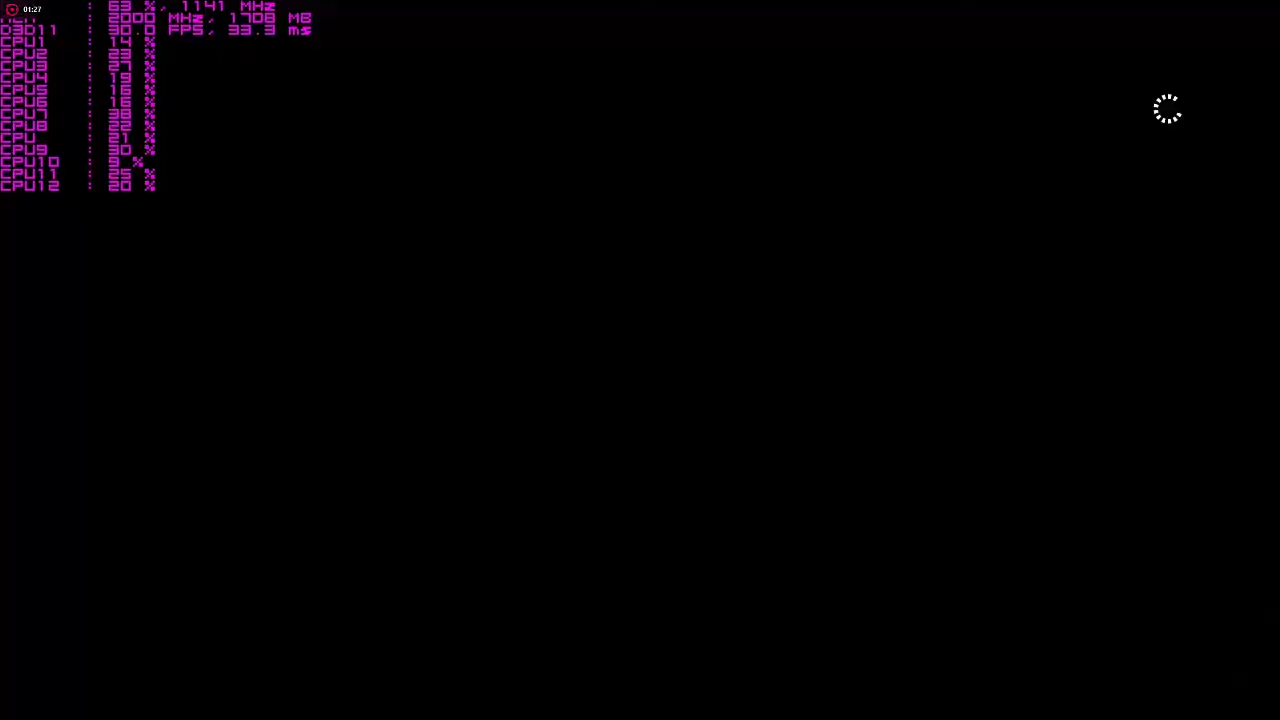 01:27
: 63 %, 1141 MHz
MEM : 2000 MHz, 1708 MB
D3D11 : 30.0 FPS, 33.3 ms
CPU1 : 14 %
CPU2 : 23 %
CPU3 : 27 %
CPU4 : 19 %
CPU5 : 16 %
CPU6 : 16 %
CPU7 : 38 %
CPU8 : 22 %
CPU : 21 %
CPU9 : 30 %
CPU10 : 9 %
CPU11 : 25 %
CPU12 : 20 %